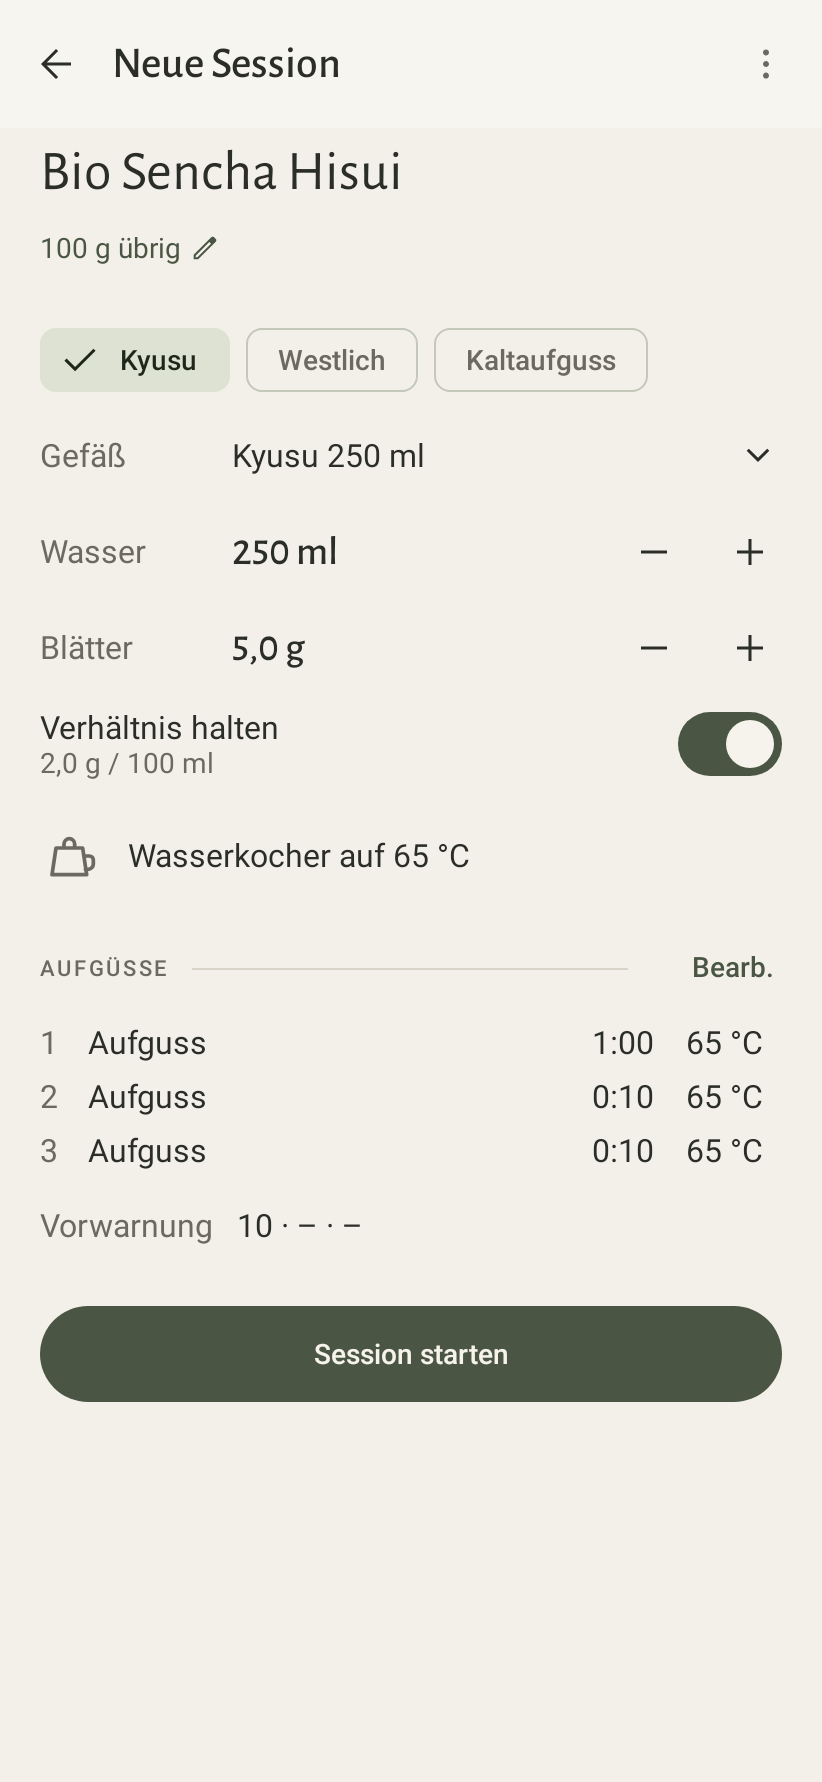 Neue Session
Bio Sencha Hisui
100 g übrig
Kyusu Westlich Kaltaufguss
Gefäß Kyusu 250 ml
Wasser 250 ml
Blätter 5,0 g
Verhältnis halten
2,0 g / 100 ml
Wasserkocher auf 65 °C
AUFGÜSSE Bearb.
1 Aufguss 1:00 65 °C
2 Aufguss 0:10 65 °C
3 Aufguss 0:10 65 °C
Vorwarnung 10 · – · –
Session starten